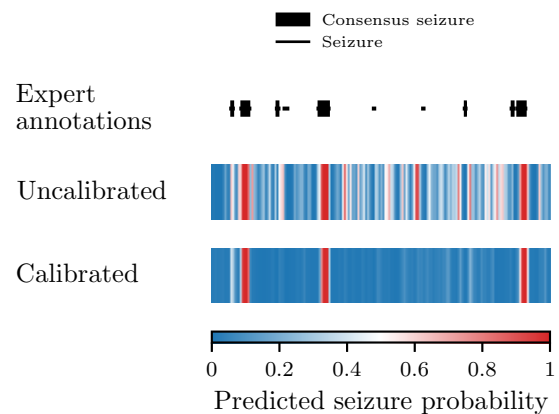 Consensus seizure
Seizure
Expert
annotations
Uncalibrated
Calibrated
0 0.2 0.4 0.6 0.8 1
Predicted seizure probability